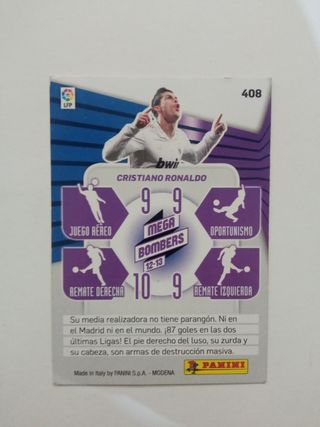 408
LFP
bwin
CRISTIANO RONALDO
9 9
JUEGO AÉREO
OPORTUNISMO
MEGA
BOMBERS
12-13
REMATE DERECHA
10 9
REMATE IZQUIERDA
Su media realizadora no tiene parangón. Ni en
el Madrid ni en el mundo. ¡87 goles en las dos
últimas Ligas! El pie derecho del luso, su zurda y
su cabeza, son armas de destrucción masiva.
Made in Italy by PANINI S.p.A. - MODENA
PANINI